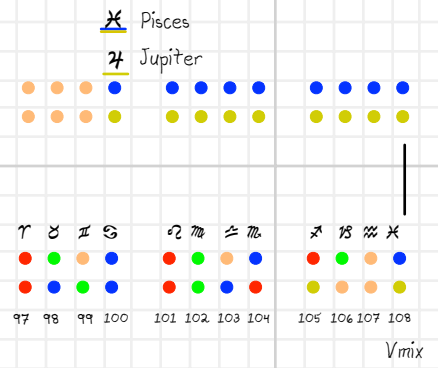 ♓ Pisces
♃ Jupiter
♈ ♉ ♊ ♋ ♌ ♍ ♎ ♏ ♐ ♑ ♒ ♓
97 98 99 100 101 102 103 104 105 106 107 108
Vmix